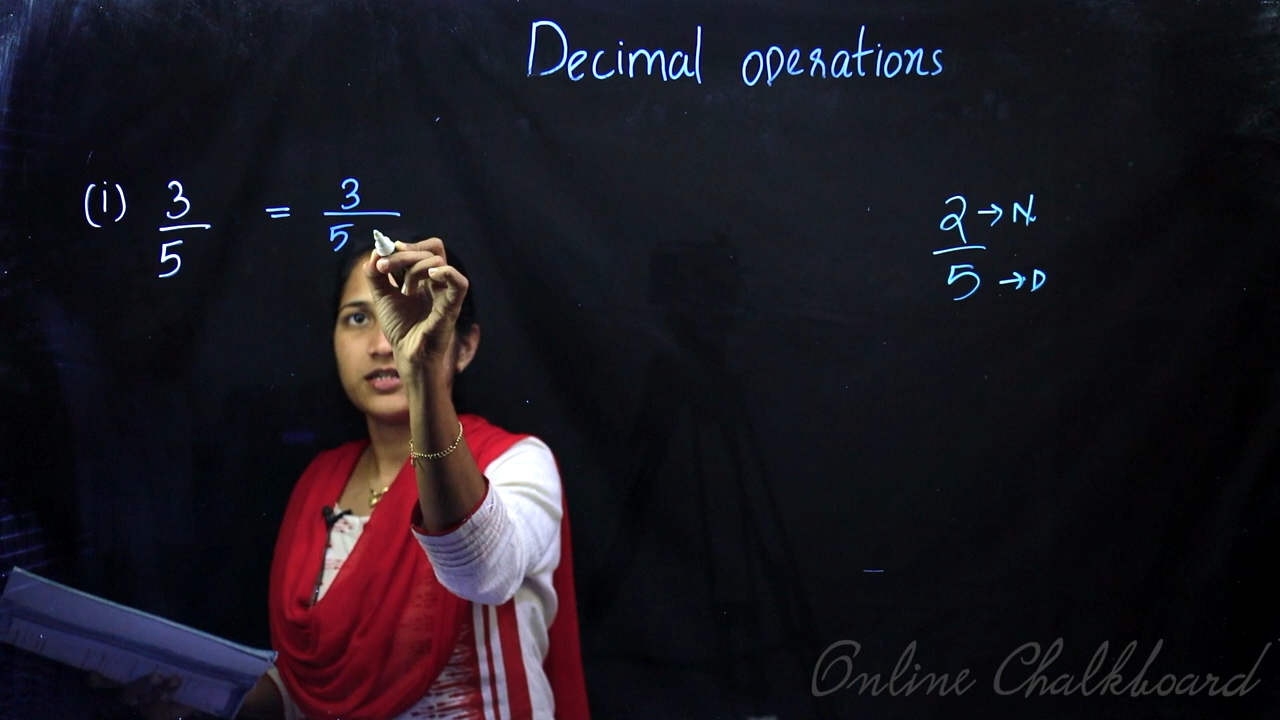 Decimal operations
(i) 3/5 = 3/5
2 → N
5 → D
Online Chalkboard